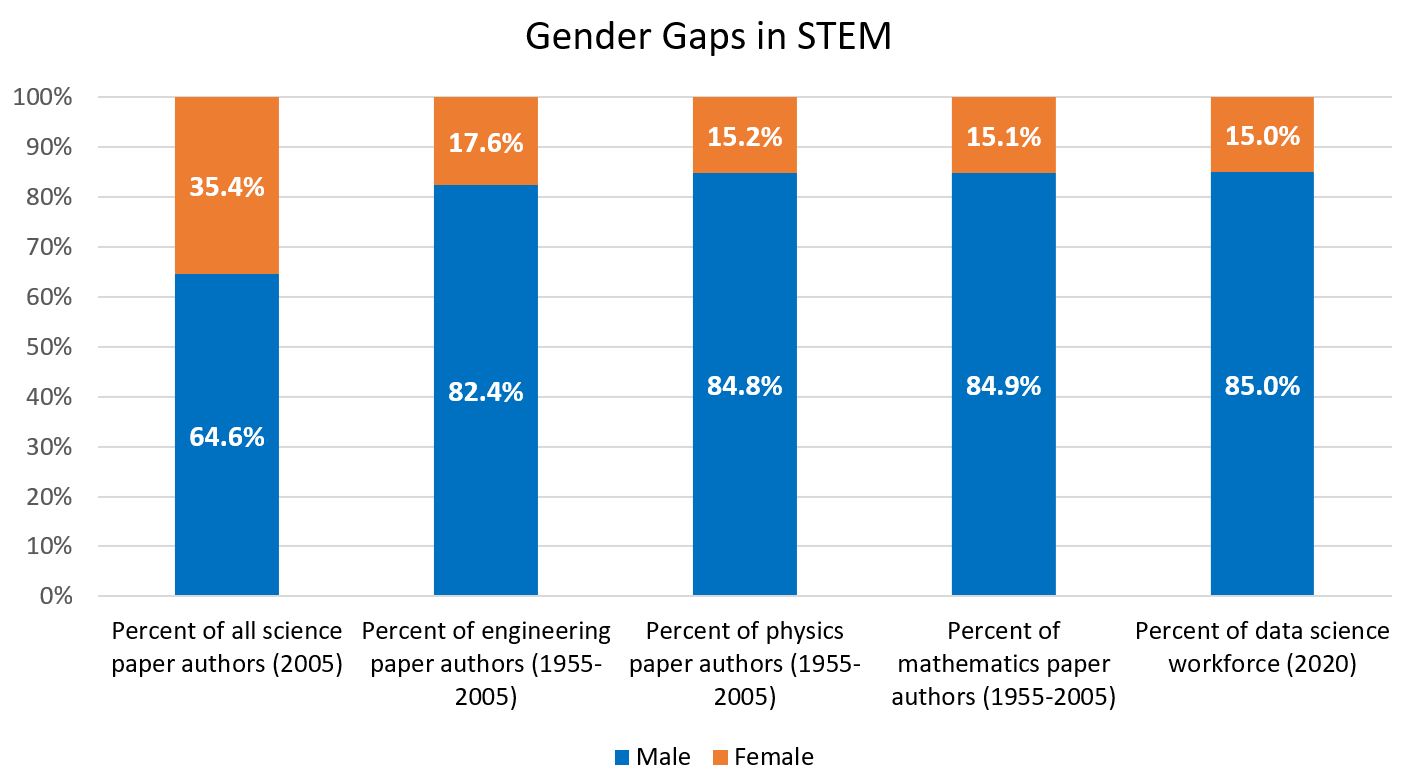 Gender Gaps in STEM
100%
90%
80%
70%
60%
50%
40%
30%
20%
10%
0%
35.4%
17.6%
15.2%
15.1%
15.0%
64.6%
82.4%
84.8%
84.9%
85.0%
Percent of all science
paper authors (2005)
Percent of engineering
paper authors (1955-
2005)
Percent of physics
paper authors (1955-
2005)
Percent of
mathematics paper
authors (1955-2005)
Percent of data science
workforce (2020)
Male
Female